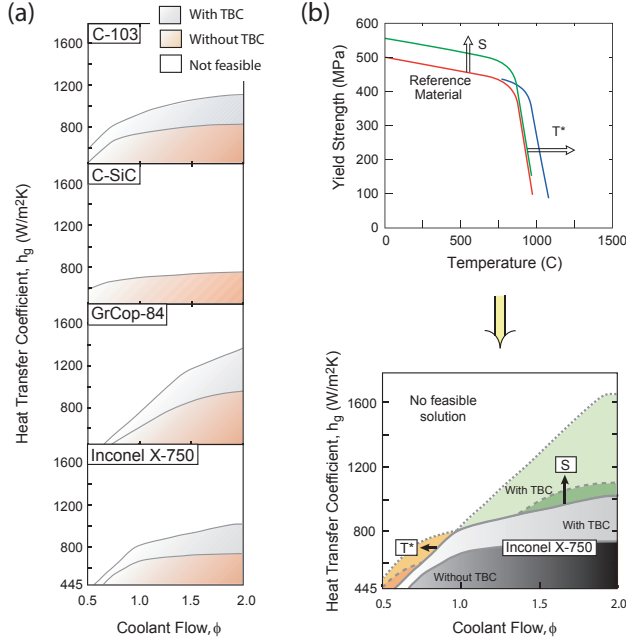 (a)
With TBC
Without TBC
Not feasible
C-103
1600
1200
800
C-SiC
1600
1200
800
GrCop-84
1600
1200
800
Inconel X-750
1600
1200
800
445
0.5
1.0
1.5
2.0
Heat Transfer Coefficient, hg (W/m2K)
Coolant Flow, ϕ
(b)
600
500
400
300
200
100
0
0
500
1000
1500
Yield Strength (MPa)
Temperature (C)
S
Reference
Material
T*
1600
1100
800
445
0.5
1.0
1.5
2.0
Heat Transfer Coefficient, hg (W/m2K)
Coolant Flow, ϕ
No feasible
solution
S
With TBC
With TBC
T*
Inconel X-750
Without TBC